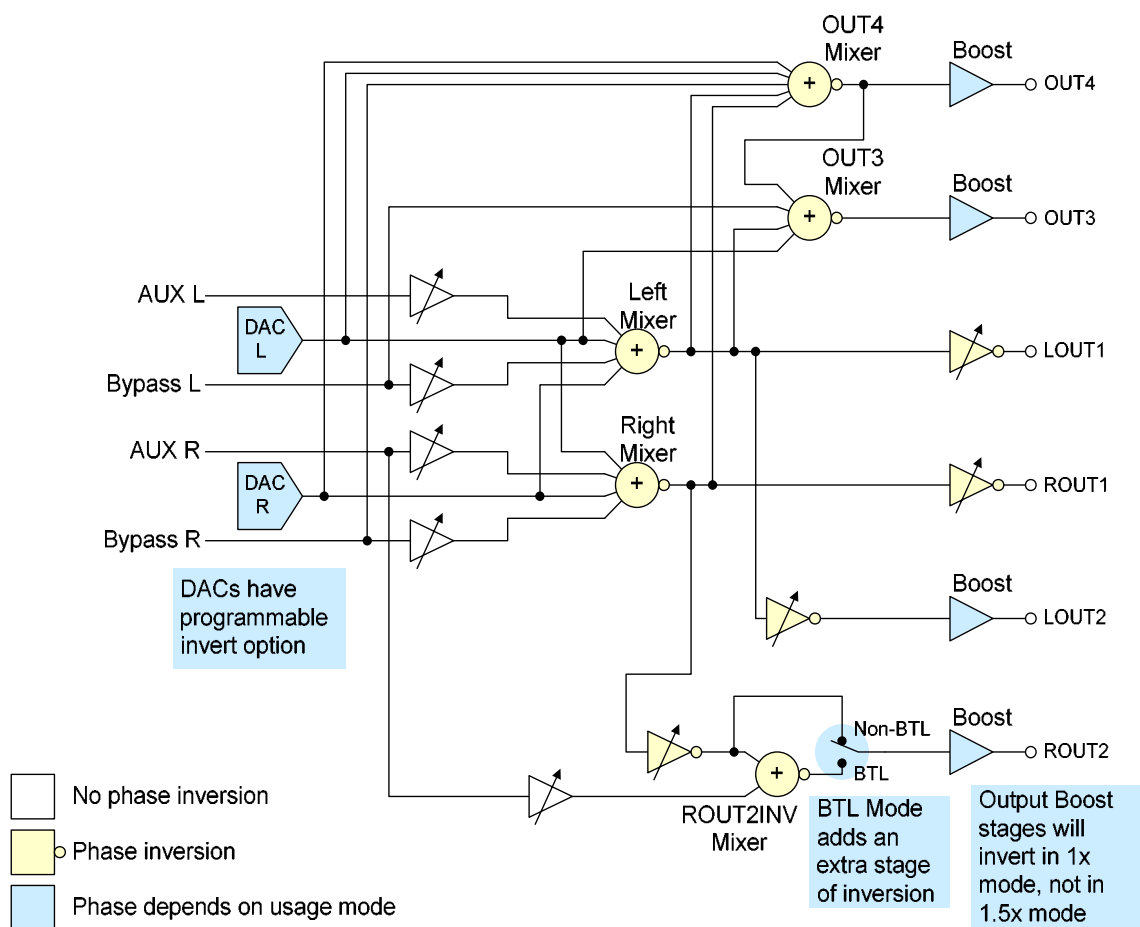 OUT4
Mixer
Boost
+
OUT4
OUT3
Mixer
Boost
+
OUT3
AUX L
DAC
L
Left
Mixer
+
LOUT1
Bypass L
AUX R
Right
Mixer
DAC
R
+
ROUT1
Bypass R
DACs have
programmable
invert option
Boost
LOUT2
Boost
Non-BTL
ROUT2
+
BTL
ROUT2INV
Mixer
BTL Mode
adds an
extra stage
of inversion
Output Boost
stages will
invert in 1x
mode, not in
1.5x mode
No phase inversion
Phase inversion
Phase depends on usage mode